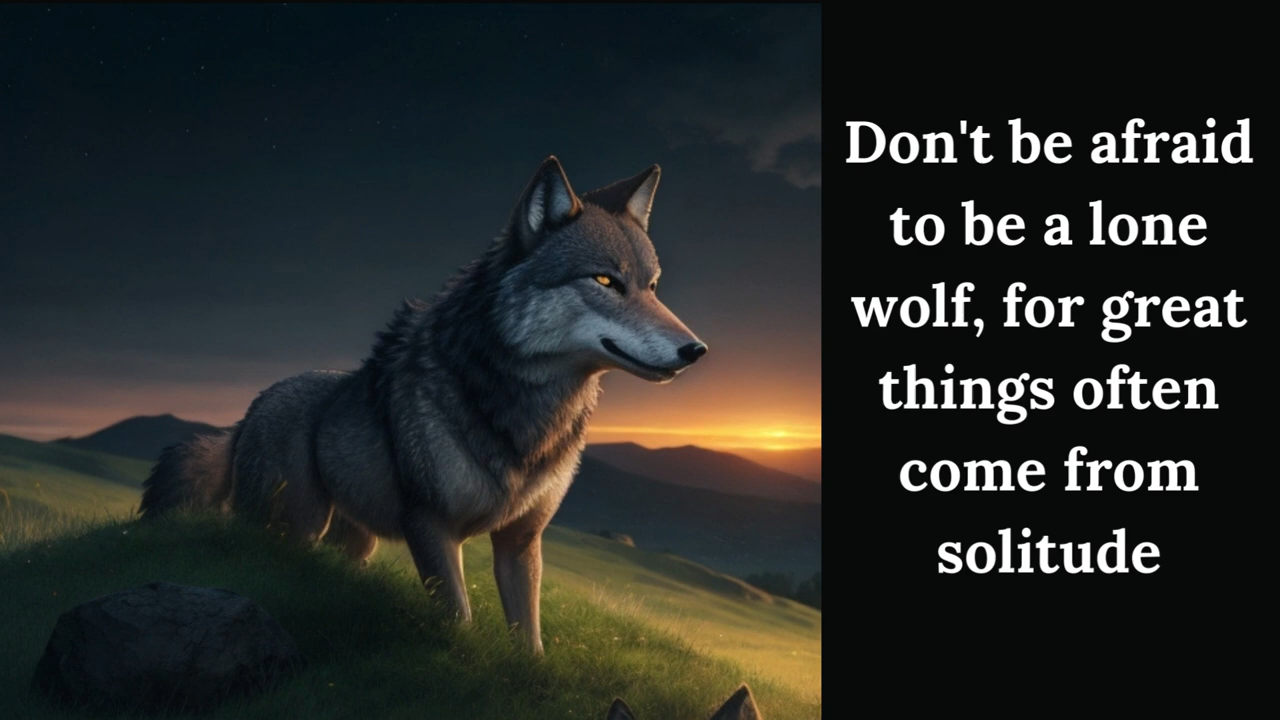 Don't be afraid
to be a lone
wolf, for great
things often
come from
solitude